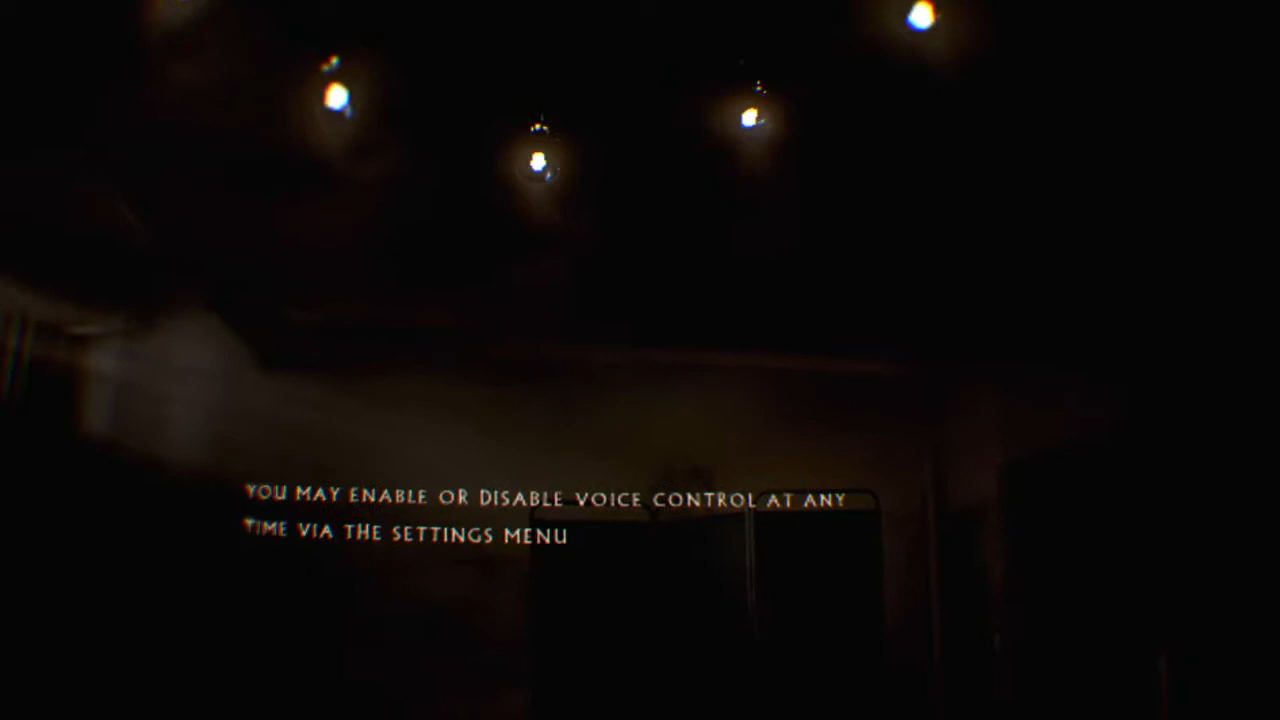 YOU MAY ENABLE OR DISABLE VOICE CONTROL AT ANY
TIME VIA THE SETTINGS MENU